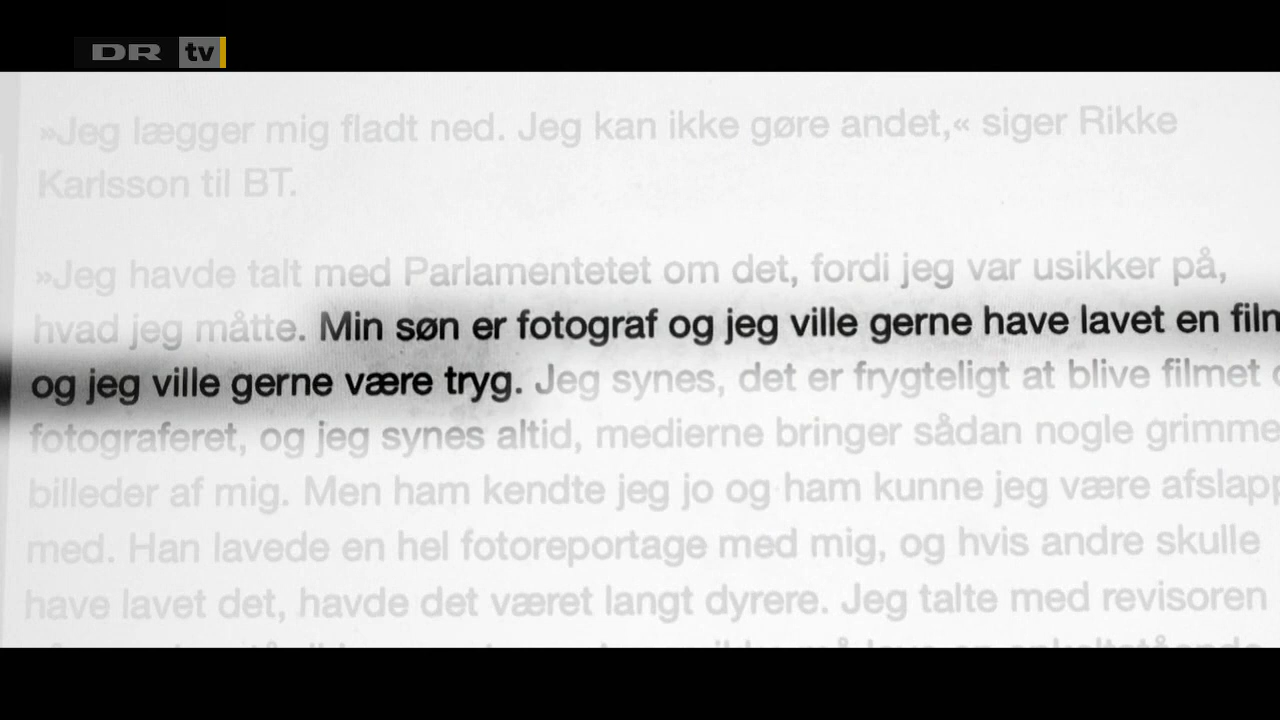 DR tv
»Jeg lægger mig fladt ned. Jeg kan ikke gøre andet,« siger Rikke
Karlsson til BT.
»Jeg havde talt med Parlamentetet om det, fordi jeg var usikker på,
hvad jeg måtte. Min søn er fotograf og jeg ville gerne have lavet en film
og jeg ville gerne være tryg. Jeg synes, det er frygteligt at blive filmet
fotograferet, og jeg synes altid, medierne bringer sådan nogle grimme
billeder af mig. Men ham kendte jeg jo og ham kunne jeg være afslapp
med. Han lavede en hel fotoreportage med mig, og hvis andre skulle
have lavet det, havde det været langt dyrere. Jeg talte med revisoren